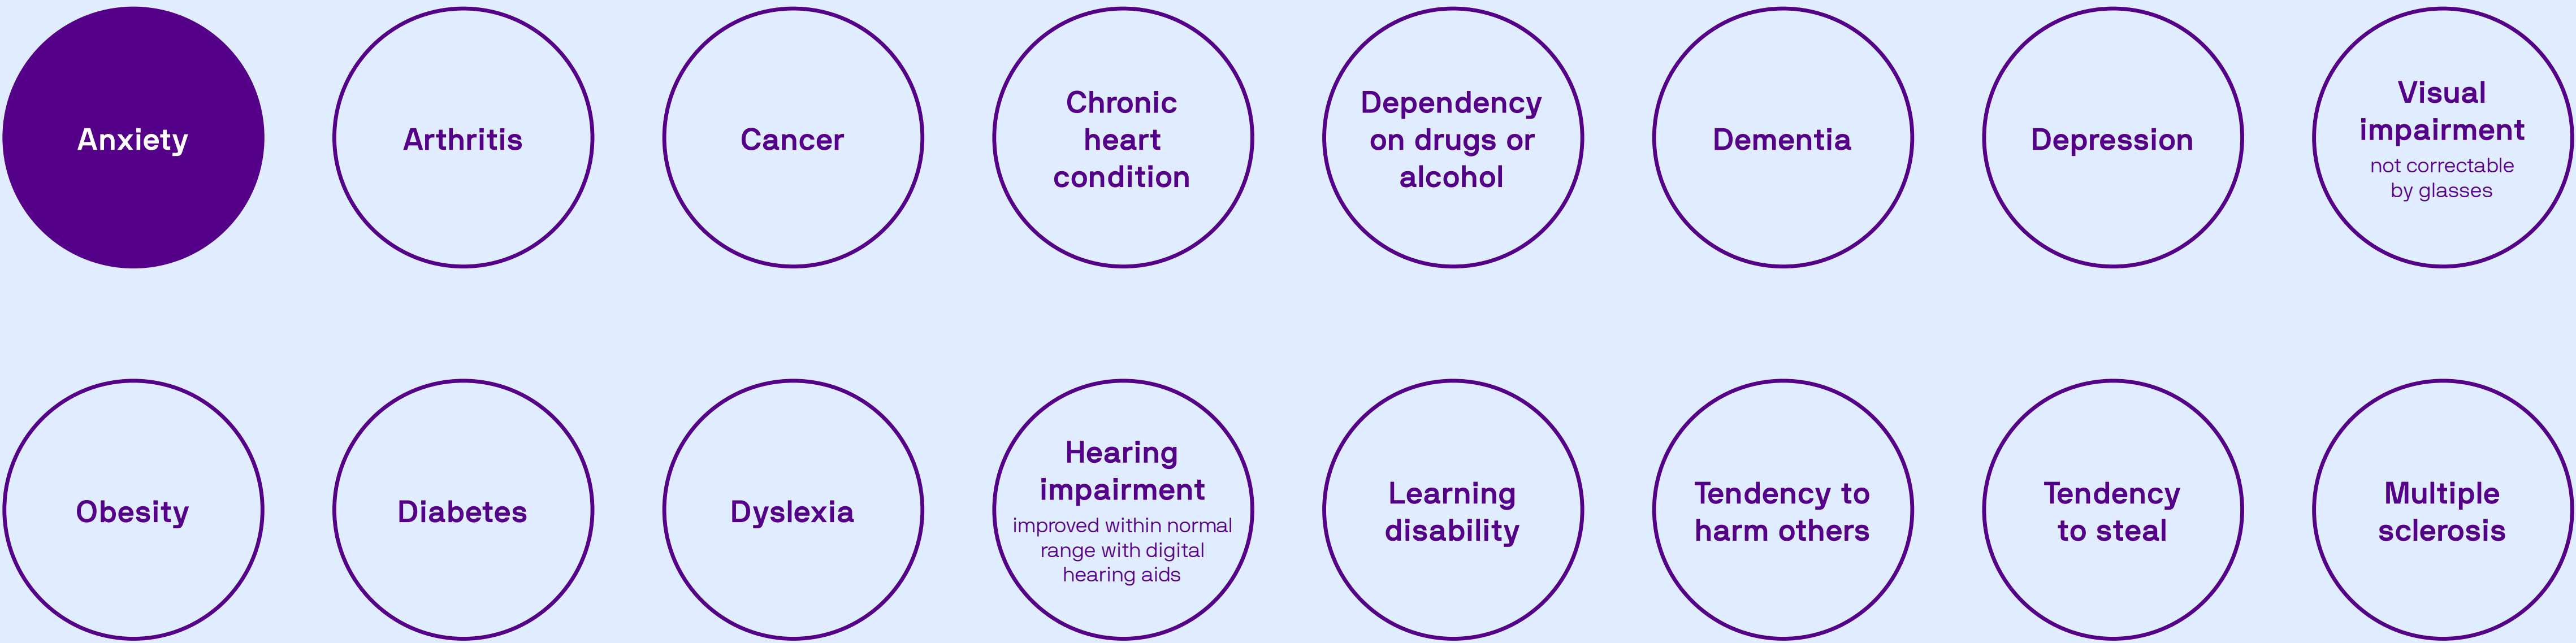 Anxiety
Arthritis
Cancer
Chronic
heart
condition
Dependency
on drugs or
alcohol
Dementia
Depression
Visual
impairment
not correctable
by glasses
Obesity
Diabetes
Dyslexia
Hearing
impairment
improved within normal
range with digital
hearing aids
Learning
disability
Tendency to
harm others
Tendency
to steal
Multiple
sclerosis